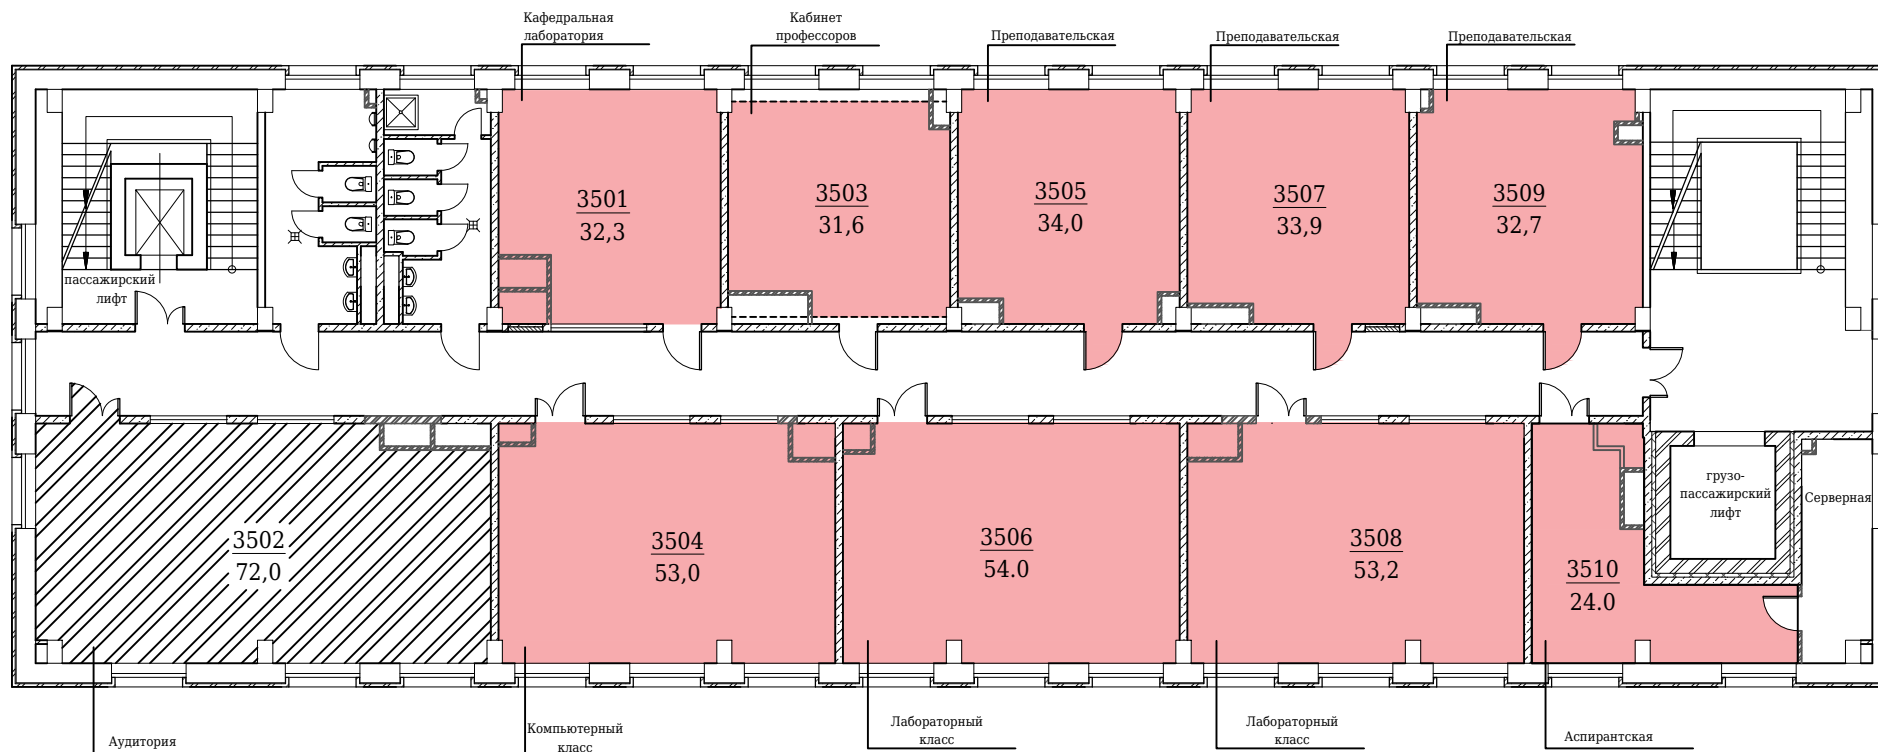 Кафедральная
лаборатория
Кабинет
профессоров
Преподавательская
Преподавательская
Преподавательская
3501
32,3
3503
31,6
3505
34,0
3507
33,9
3509
32,7
пассажирский
лифт
3502
72,0
3504
53,0
3506
54.0
3508
53,2
3510
24.0
грузо-
пассажирский
лифт
Серверная
Аудитория
Компьютерный
класс
Лабораторный
класс
Лабораторный
класс
Аспирантская